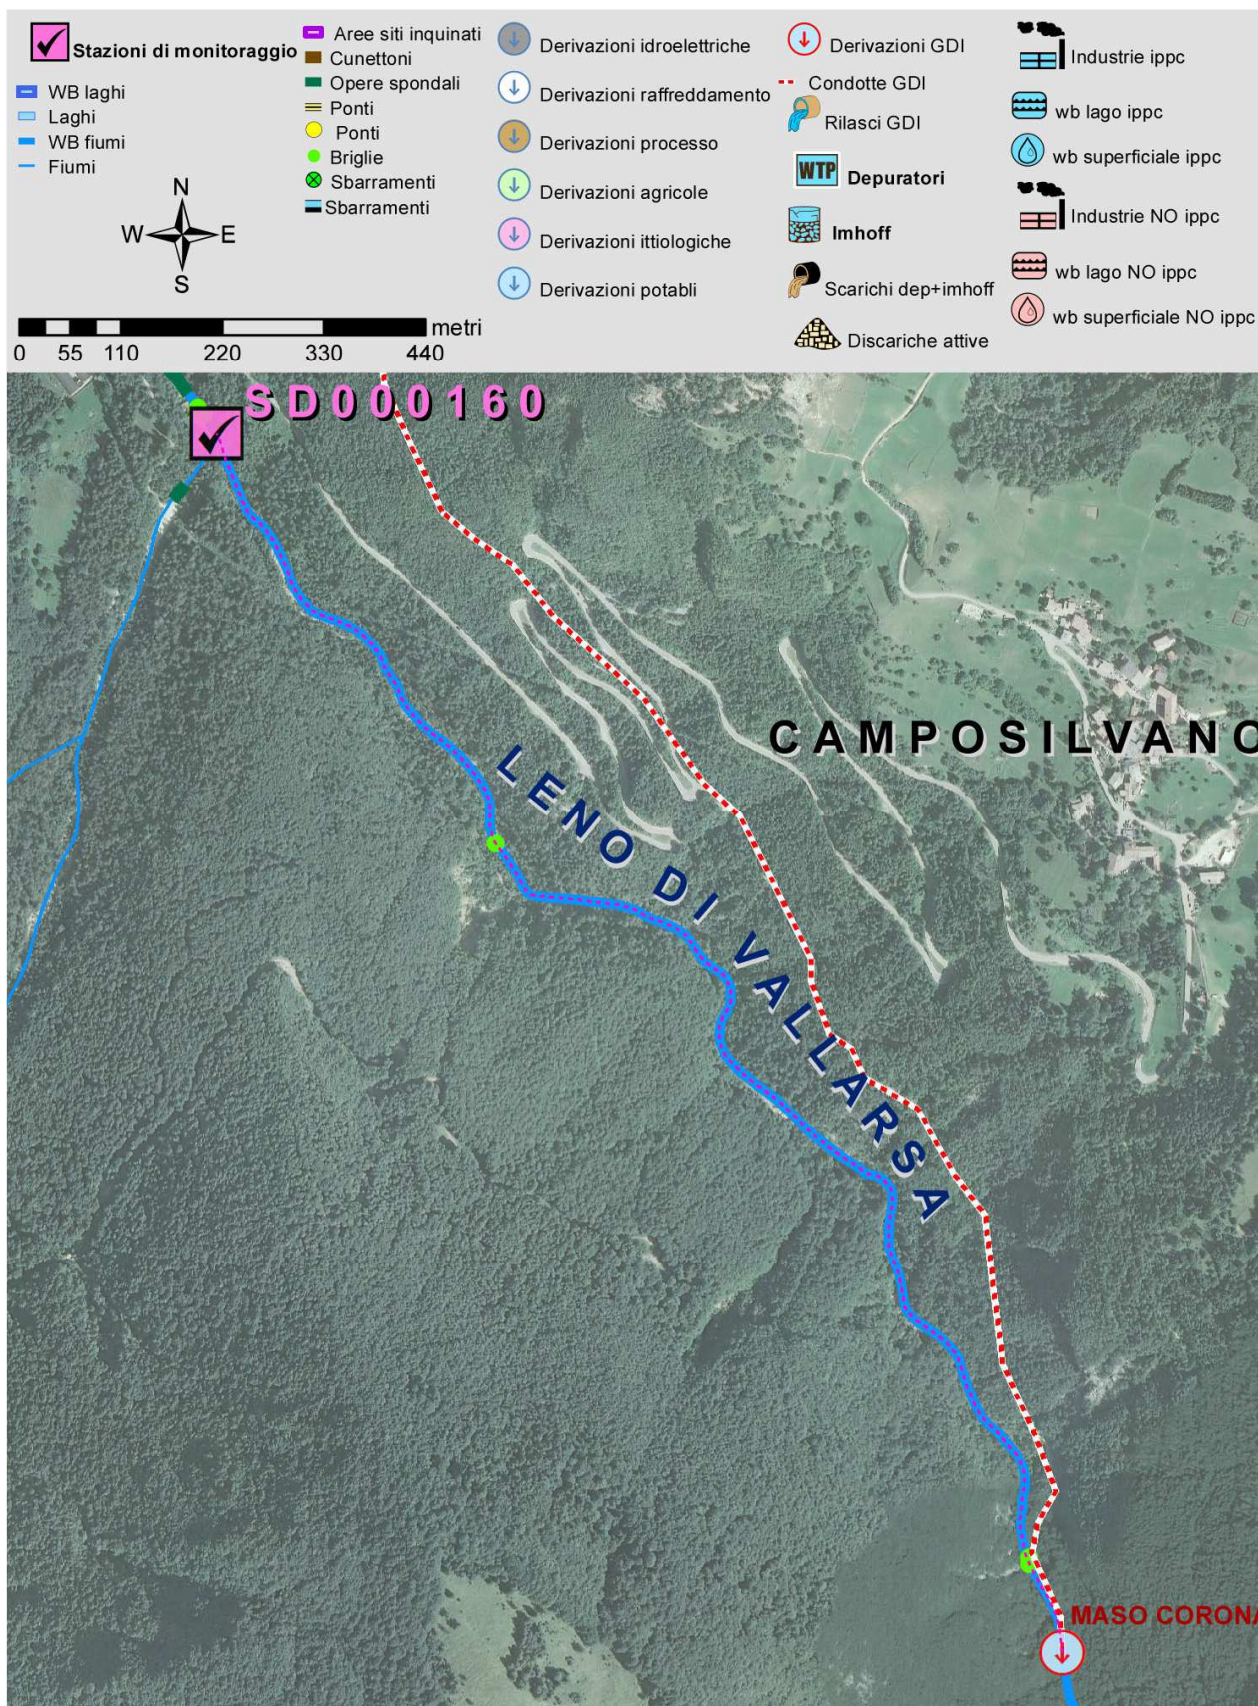 Stazioni di monitoraggio
WB laghi
Laghi
WB fiumi
Fiumi
N
W E
S
Aree siti inquinati
Cunettoni
Opere spondali
Ponti
Ponti
Briglie
Sbarramenti
Sbarramenti
metri
0 55 110 220 330 440
Derivazioni idroelettriche
Derivazioni raffreddamento
Derivazioni processo
Derivazioni agricole
Derivazioni ittiologiche
Derivazioni potabli
Derivazioni GDI
Condotte GDI
Rilasci GDI
WTP Depuratori
Imhoff
Scarichi dep+imhoff
Discariche attive
Industrie ippc
wb lago ippc
wb superficiale ippc
Industrie NO ippc
wb lago NO ippc
wb superficiale NO ippc
SD000160
CAMPOSILVANO
LENO DI VALLARSA
MASO CORONA